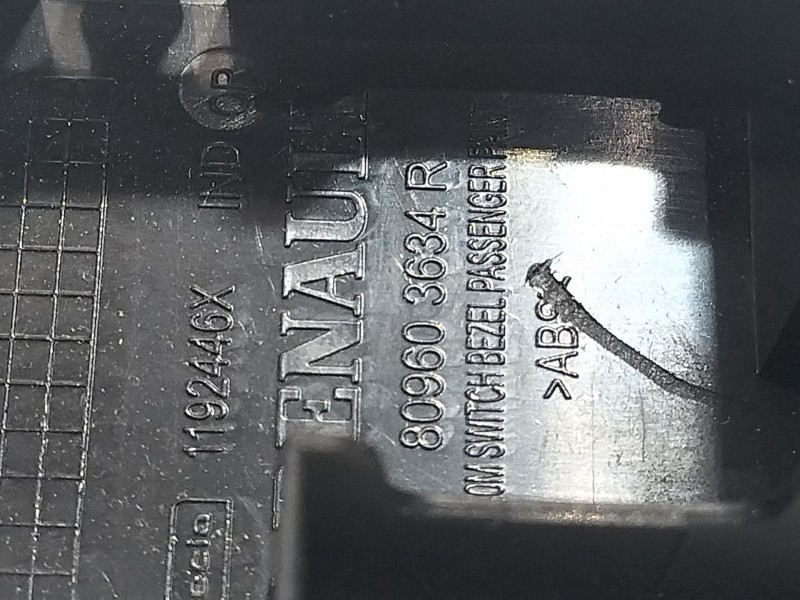 1192446X IND OR
ENAUL
80960 3634 R
OM SWITCH BEZEL PASSENGER
>ABS